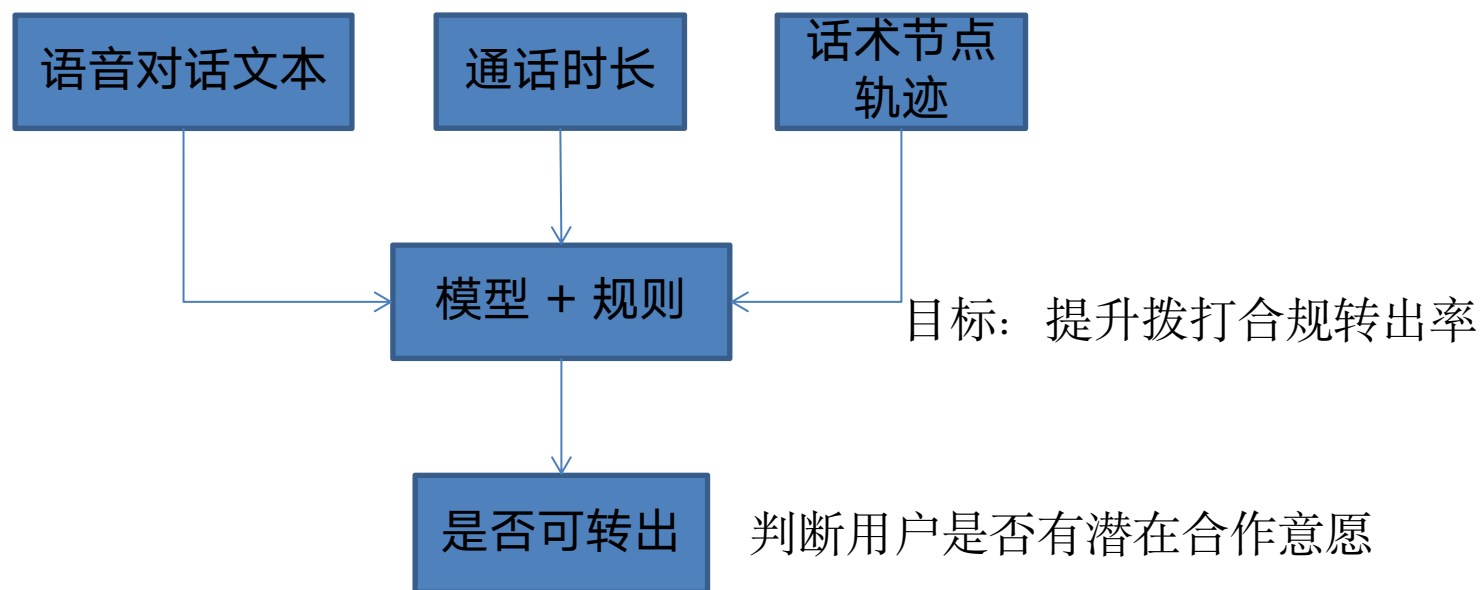 语音对话文本
通话时长
话术节点
轨迹
模型 + 规则
目标：提升拨打合规转出率
是否可转出
判断用户是否有潜在合作意愿